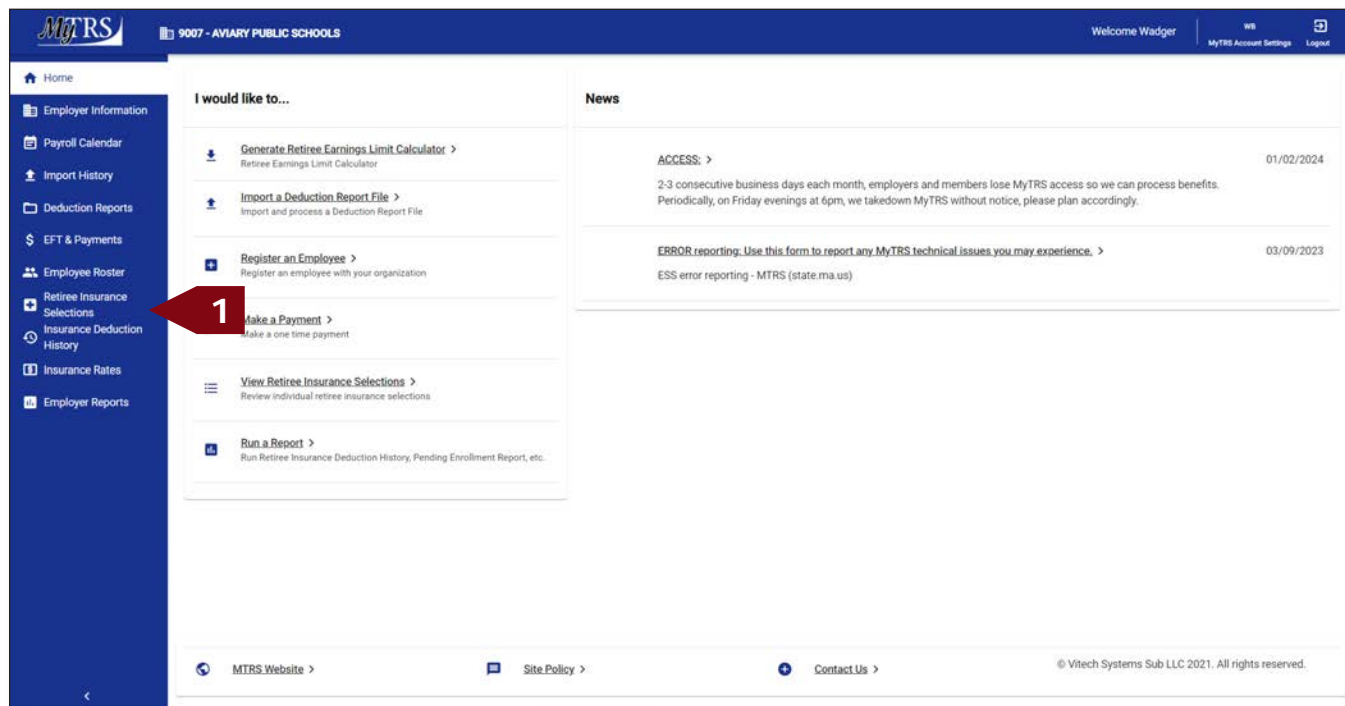 MyTRS
9007 - AVIARY PUBLIC SCHOOLS
Welcome Wadger
WB
MyTRS Account Settings
Logout
Home
Employer Information
Payroll Calendar
Import History
Deduction Reports
EFT & Payments
Employee Roster
Retiree Insurance
Selections
Insurance Deduction
History
Insurance Rates
Employer Reports
1
I would like to...
Generate Retiree Earnings Limit Calculator >
Retiree Earnings Limit Calculator
Import a Deduction Report File >
Import and process a Deduction Report File
Register an Employee >
Register an employee with your organization
Make a Payment >
Make a one time payment
View Retiree Insurance Selections >
Review individual retiree insurance selections
Run a Report >
Run Retiree Insurance Deduction History, Pending Enrollment Report, etc.
News
ACCESS: >
01/02/2024
2-3 consecutive business days each month, employers and members lose MyTRS access so we can process benefits.
Periodically, on Friday evenings at 6pm, we takedown MyTRS without notice, please plan accordingly.
ERROR reporting: Use this form to report any MyTRS technical issues you may experience. >
03/09/2023
ESS error reporting - MTRS (state.ma.us)
MTRS Website >
Site Policy >
Contact Us >
© Vitech Systems Sub LLC 2021. All rights reserved.